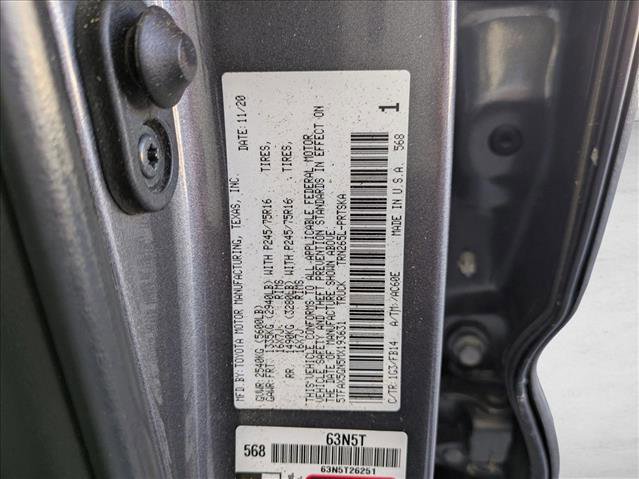 MFD.BY: TOYOTA MOTOR MANUFACTURING, TEXAS, INC. DATE: 11/20
GVWR: 2540KG (5600LB)
GAWR: FRT 1335KG (2940LB) WITH P245/75R16 TIRES,
16X7J RIMS
RR 1490KG (3280LB) WITH P245/75R16 TIRES,
16X7J RIMS
THIS VEHICLE CONFORMS TO ALL APPLICABLE FEDERAL MOTOR
VEHICLE SAFETY AND THEFT PREVENTION STANDARDS IN EFFECT ON
THE DATE OF MANUFACTURE SHOWN ABOVE.
5TFAX5GN5MX193631 TRUCK TRN265L-PRTSKA
1
C/TR: 1G3/FB14 A/TM: /AC60E MADE IN U.S.A. 568
63N5T
568
63N5T26251